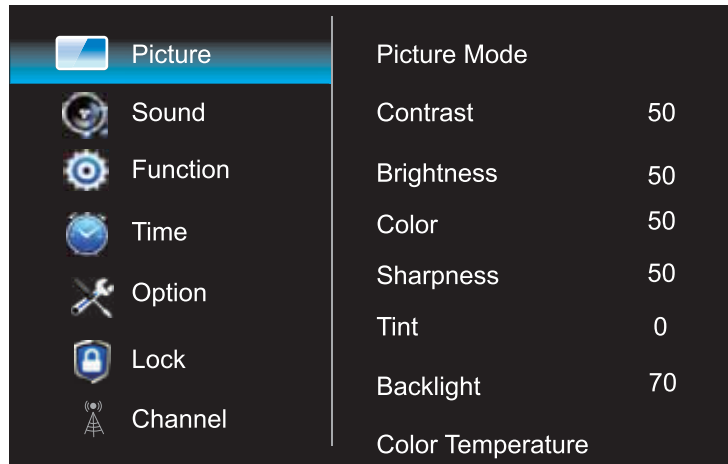 Picture
Sound
Function
Time
Option
Lock
Channel
Picture Mode
Contrast 50
Brightness 50
Color 50
Sharpness 50
Tint 0
Backlight 70
Color Temperature